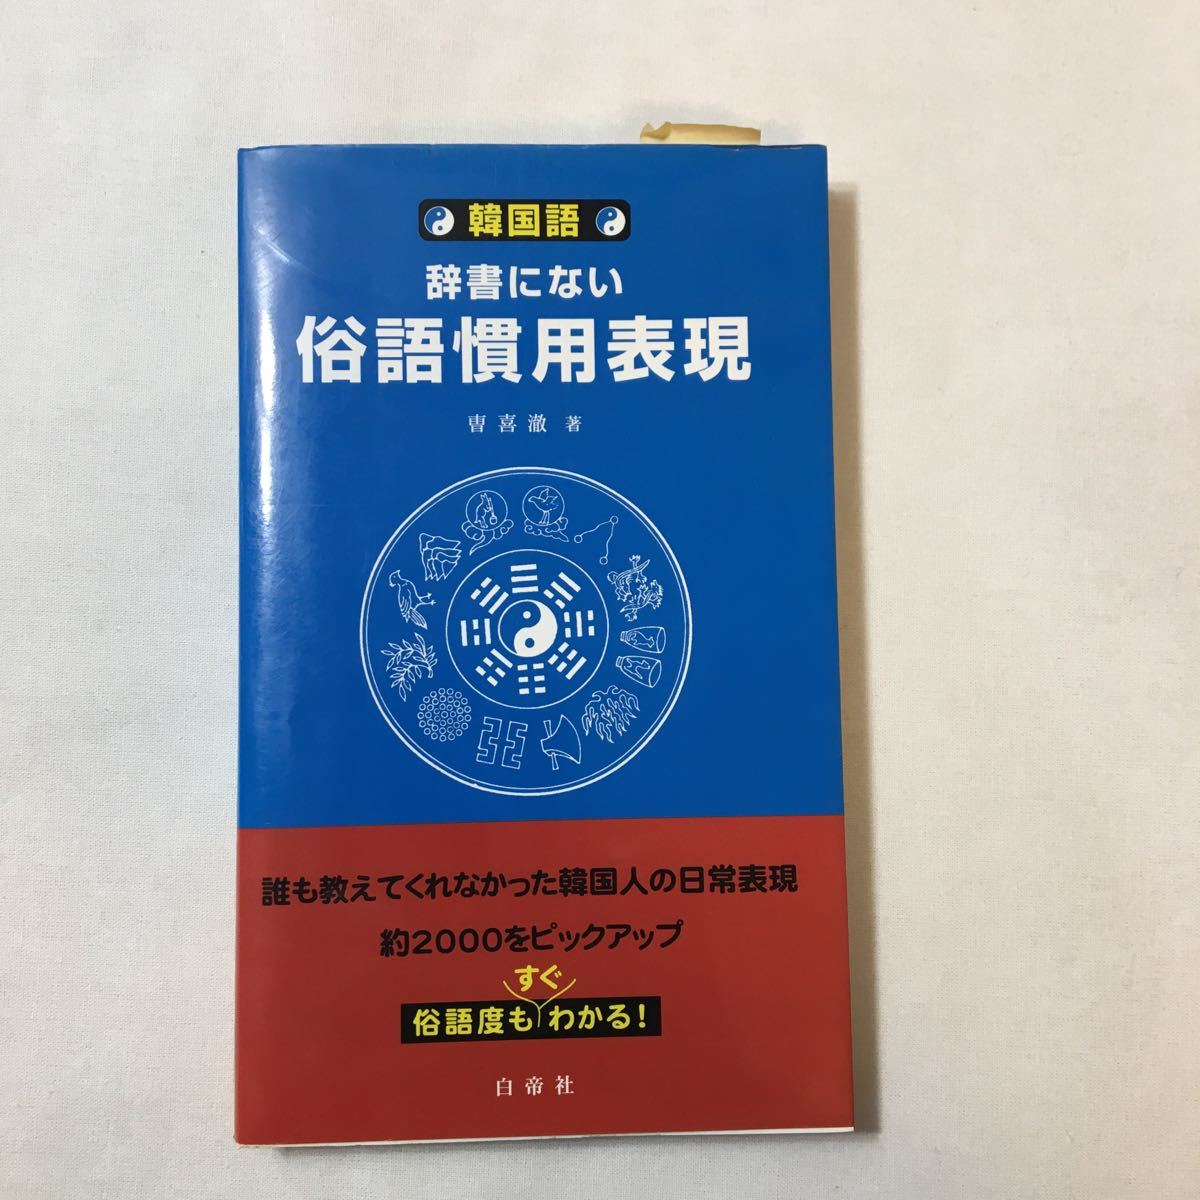 韓国語
辞書にない
俗語慣用表現
曺喜澈 著
誰も教えてくれなかった韓国人の日常表現
約2000をピックアップ
すぐ
俗語度もわかる!
白帝社